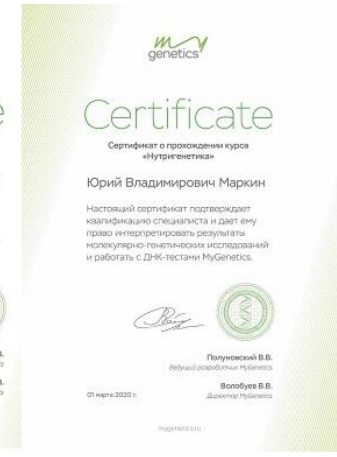 my
genetics
Certificate
Сертификат о прохождении курса
«Нутригенетика»
Юрий Владимирович Маркин
Настоящий сертификат подтверждает
квалификацию специалиста и дает ему
право интерпретировать результаты
молекулярно-генетических исследований
и работать с ДНК-тестами MyGenetics.
Полуновский В.В.
Ведущий разработчик MyGenetics
Волобуев В.В.
01 марта 2020 г.
Директор MyGenetics
mygenetics.ru